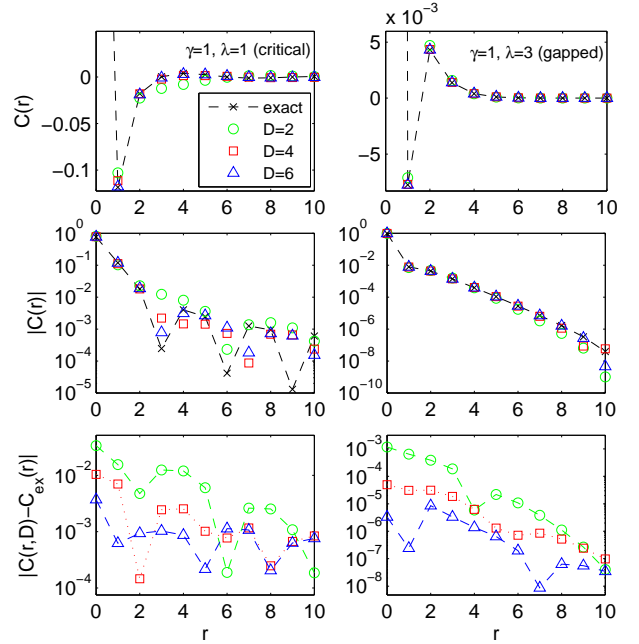 γ=1, λ=1 (critical)
C(r)
0
−0.05
−0.1
exact
D=2
D=4
D=6
0 2 4 6 8 10
× 10⁻³
γ=1, λ=3 (gapped)
5
0
−5
0 2 4 6 8 10
|C(r)|
10⁰
10⁻¹
10⁻²
10⁻³
10⁻⁴
10⁻⁵
0 2 4 6 8 10
10⁰
10⁻²
10⁻⁴
10⁻⁶
10⁻⁸
10⁻¹⁰
0 2 4 6 8 10
|C(r,D)−C_ex(r)|
10⁻²
10⁻³
10⁻⁴
0 2 4 6 8 10
r
10⁻³
10⁻⁴
10⁻⁵
10⁻⁶
10⁻⁷
10⁻⁸
0 2 4 6 8 10
r